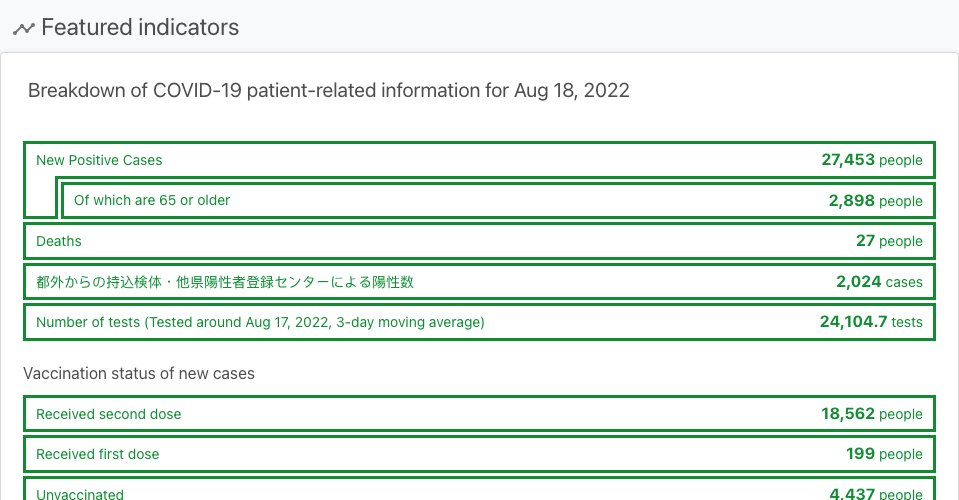 Featured indicators
Breakdown of COVID-19 patient-related information for Aug 18, 2022
New Positive Cases 27,453 people
Of which are 65 or older 2,898 people
Deaths 27 people
都外からの持込検体・他県陽性者登録センターによる陽性数 2,024 cases
Number of tests (Tested around Aug 17, 2022, 3-day moving average) 24,104.7 tests
Vaccination status of new cases
Received second dose 18,562 people
Received first dose 199 people
Unvaccinated 4,437 people